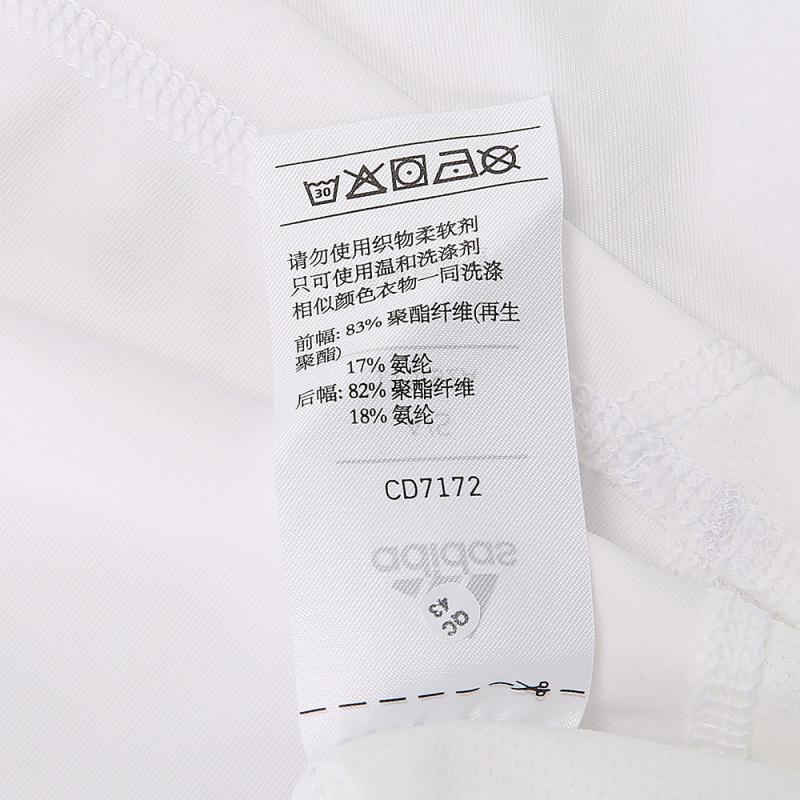 30
请勿使用织物柔软剂
只可使用温和洗涤剂
相似颜色衣物一同洗涤
前幅: 83% 聚酯纤维(再生
聚酯)
17% 氨纶
后幅: 82% 聚酯纤维
18% 氨纶
CD7172
adidas
QC
43